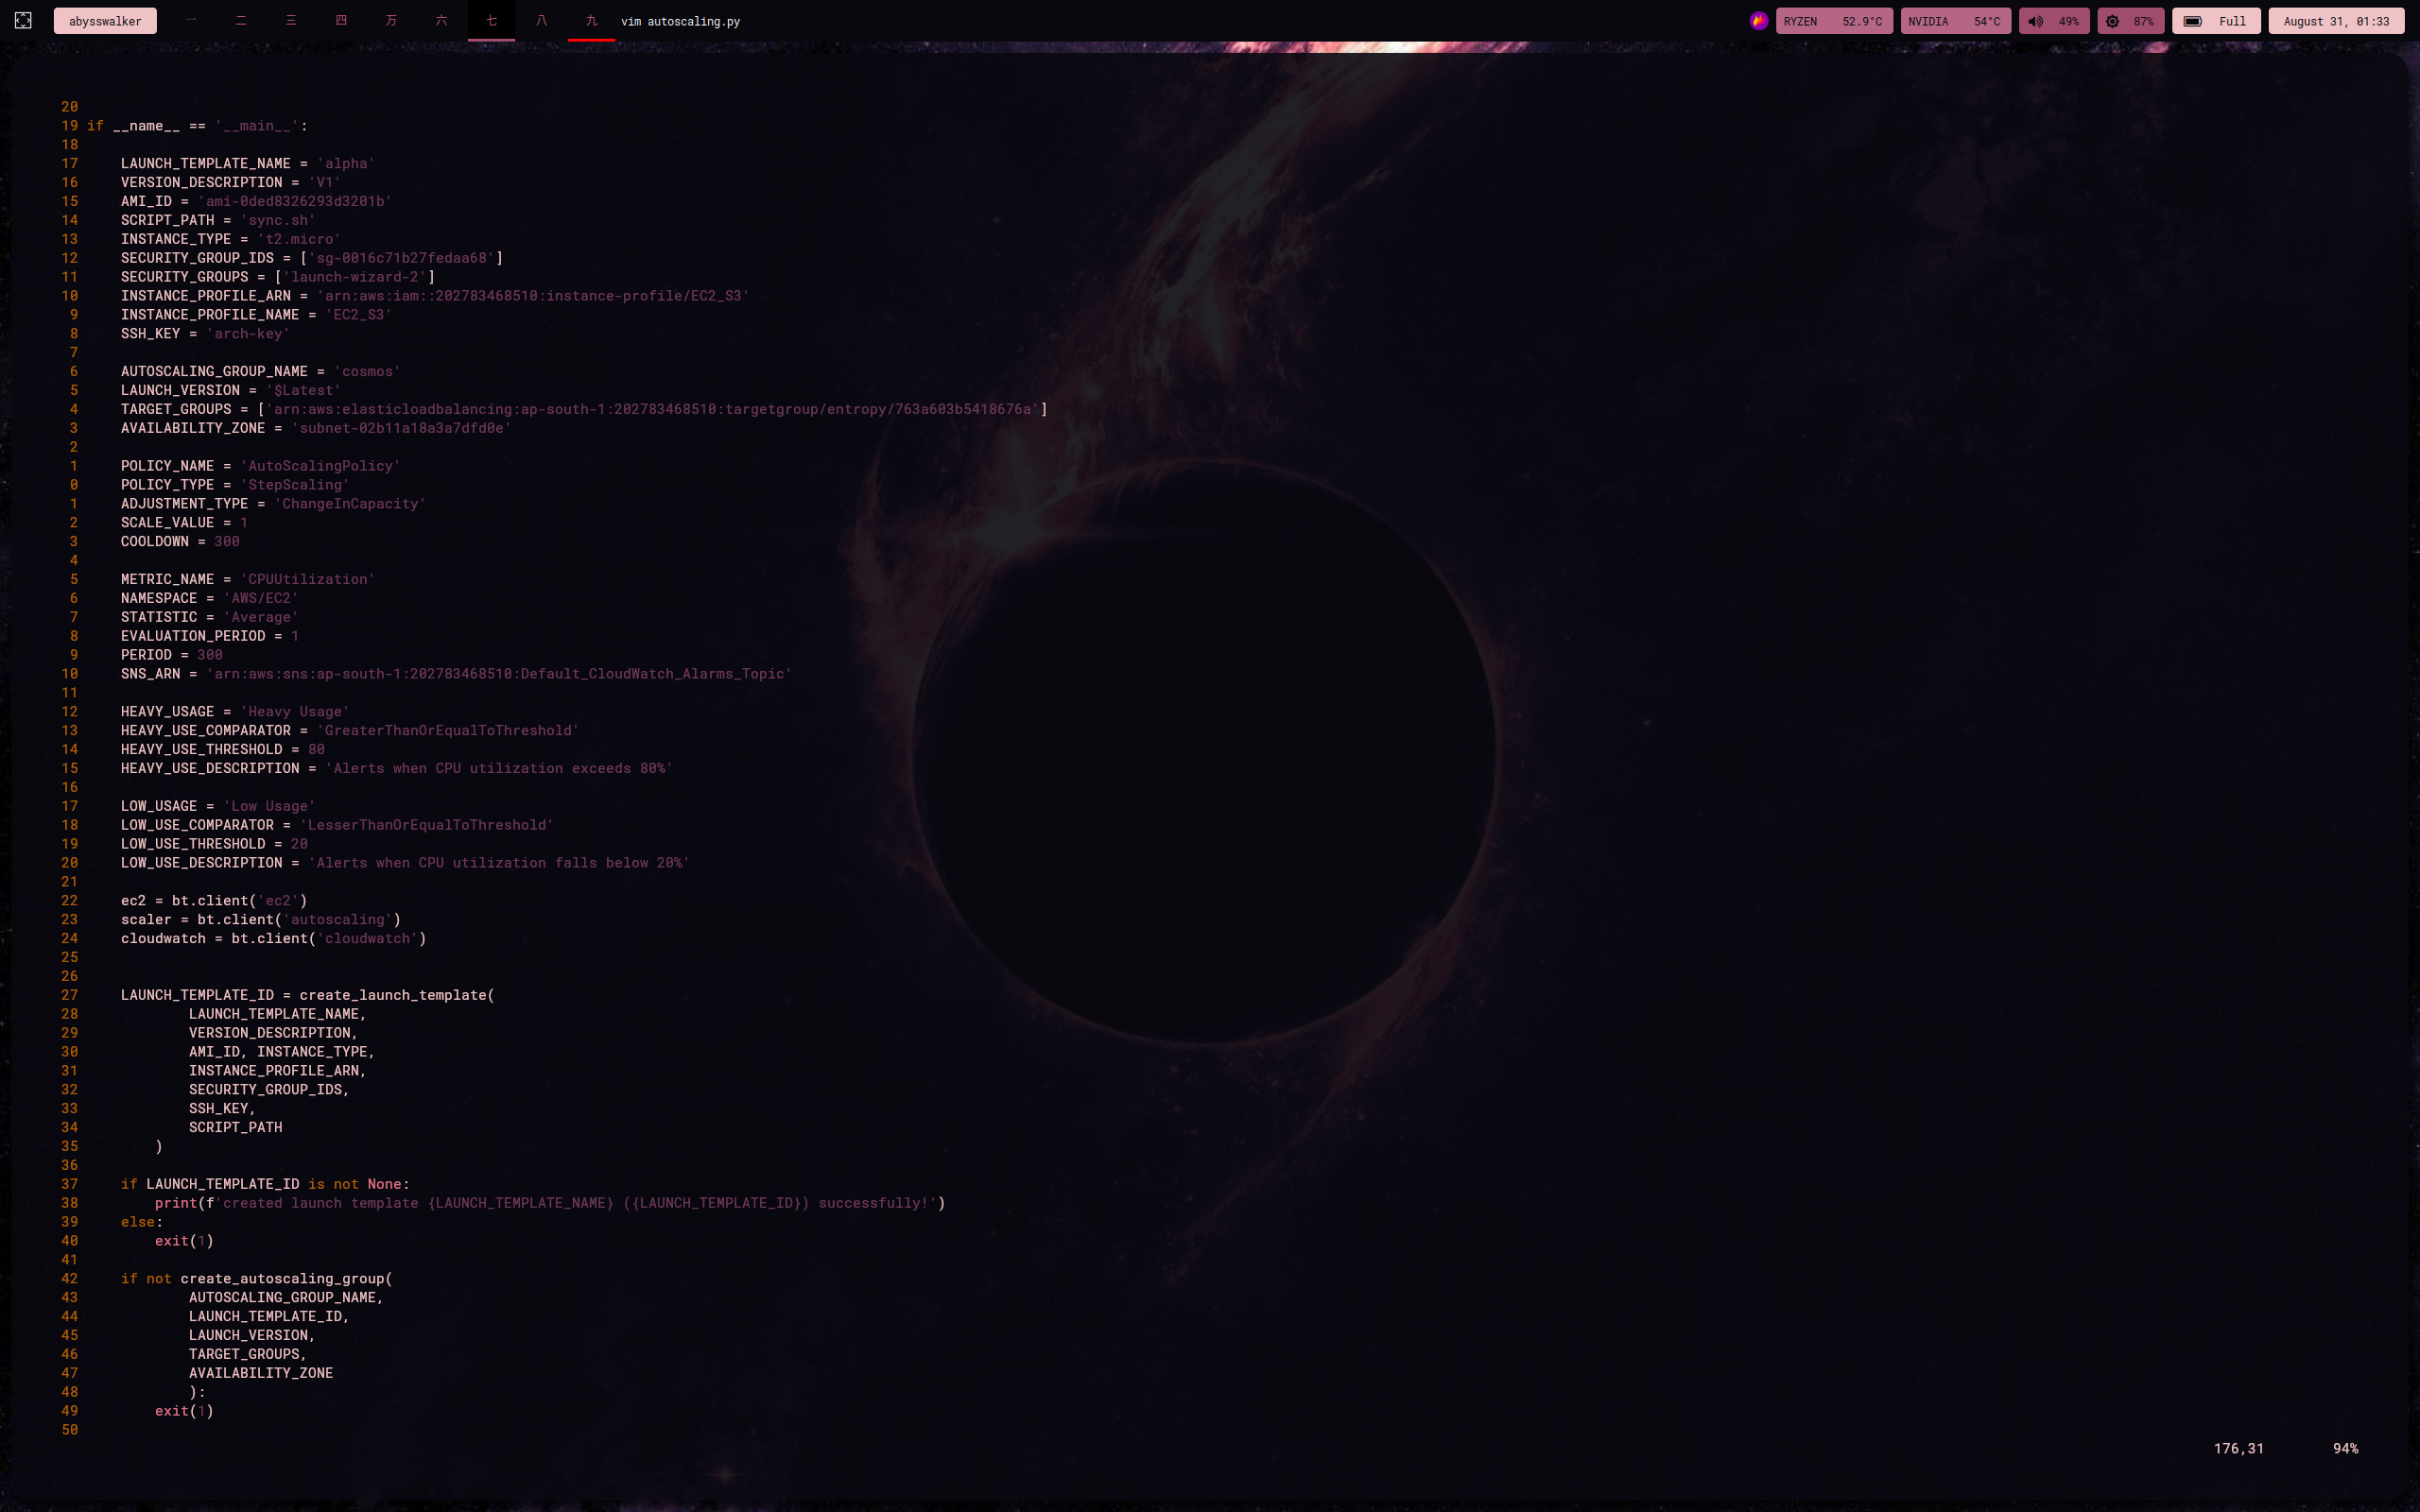 abysswalker 一 二 三 四 万 六 七 八 九 vim autoscaling.py RYZEN 52.9°C NVIDIA 54°C 49% 87% Full August 31, 01:33
20
19 if __name__ == '__main__':
18
17     LAUNCH_TEMPLATE_NAME = 'alpha'
16     VERSION_DESCRIPTION = 'V1'
15     AMI_ID = 'ami-0ded8326293d3201b'
14     SCRIPT_PATH = 'sync.sh'
13     INSTANCE_TYPE = 't2.micro'
12     SECURITY_GROUP_IDS = ['sg-0016c71b27fedaa68']
11     SECURITY_GROUPS = ['launch-wizard-2']
10     INSTANCE_PROFILE_ARN = 'arn:aws:iam::202783468510:instance-profile/EC2_S3'
9     INSTANCE_PROFILE_NAME = 'EC2_S3'
8     SSH_KEY = 'arch-key'
7
6     AUTOSCALING_GROUP_NAME = 'cosmos'
5     LAUNCH_VERSION = '$Latest'
4     TARGET_GROUPS = ['arn:aws:elasticloadbalancing:ap-south-1:202783468510:targetgroup/entropy/763a603b5418676a']
3     AVAILABILITY_ZONE = 'subnet-02b11a18a3a7dfd0e'
2
1     POLICY_NAME = 'AutoScalingPolicy'
0     POLICY_TYPE = 'StepScaling'
1     ADJUSTMENT_TYPE = 'ChangeInCapacity'
2     SCALE_VALUE = 1
3     COOLDOWN = 300
4
5     METRIC_NAME = 'CPUUtilization'
6     NAMESPACE = 'AWS/EC2'
7     STATISTIC = 'Average'
8     EVALUATION_PERIOD = 1
9     PERIOD = 300
10     SNS_ARN = 'arn:aws:sns:ap-south-1:202783468510:Default_CloudWatch_Alarms_Topic'
11
12     HEAVY_USAGE = 'Heavy Usage'
13     HEAVY_USE_COMPARATOR = 'GreaterThanOrEqualToThreshold'
14     HEAVY_USE_THRESHOLD = 80
15     HEAVY_USE_DESCRIPTION = 'Alerts when CPU utilization exceeds 80%'
16
17     LOW_USAGE = 'Low Usage'
18     LOW_USE_COMPARATOR = 'LesserThanOrEqualToThreshold'
19     LOW_USE_THRESHOLD = 20
20     LOW_USE_DESCRIPTION = 'Alerts when CPU utilization falls below 20%'
21
22     ec2 = bt.client('ec2')
23     scaler = bt.client('autoscaling')
24     cloudwatch = bt.client('cloudwatch')
25
26
27     LAUNCH_TEMPLATE_ID = create_launch_template(
28             LAUNCH_TEMPLATE_NAME,
29             VERSION_DESCRIPTION,
30             AMI_ID, INSTANCE_TYPE,
31             INSTANCE_PROFILE_ARN,
32             SECURITY_GROUP_IDS,
33             SSH_KEY,
34             SCRIPT_PATH
35         )
36
37     if LAUNCH_TEMPLATE_ID is not None:
38         print(f'created launch template {LAUNCH_TEMPLATE_NAME} ({LAUNCH_TEMPLATE_ID}) successfully!')
39     else:
40         exit(1)
41
42     if not create_autoscaling_group(
43             AUTOSCALING_GROUP_NAME,
44             LAUNCH_TEMPLATE_ID,
45             LAUNCH_VERSION,
46             TARGET_GROUPS,
47             AVAILABILITY_ZONE
48             ):
49         exit(1)
50
176,31 94%